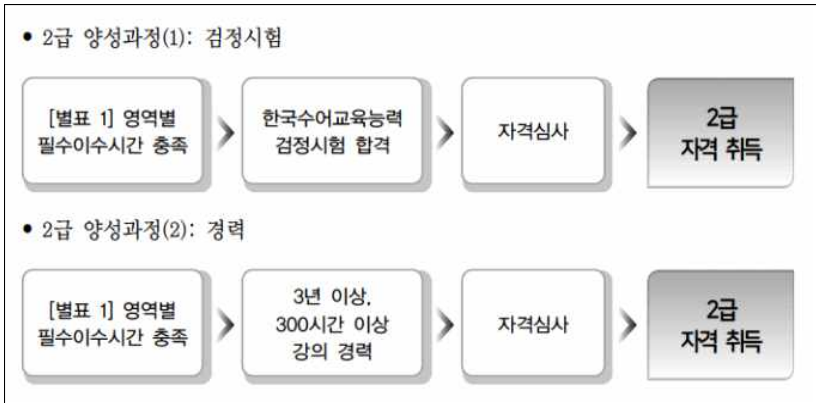 • 2급 양성과정(1): 검정시험
[별표 1] 영역별
필수이수시간 충족
한국수어교육능력
검정시험 합격
자격심사
2급
자격 취득
• 2급 양성과정(2): 경력
[별표 1] 영역별
필수이수시간 충족
3년 이상,
300시간 이상
강의 경력
자격심사
2급
자격 취득